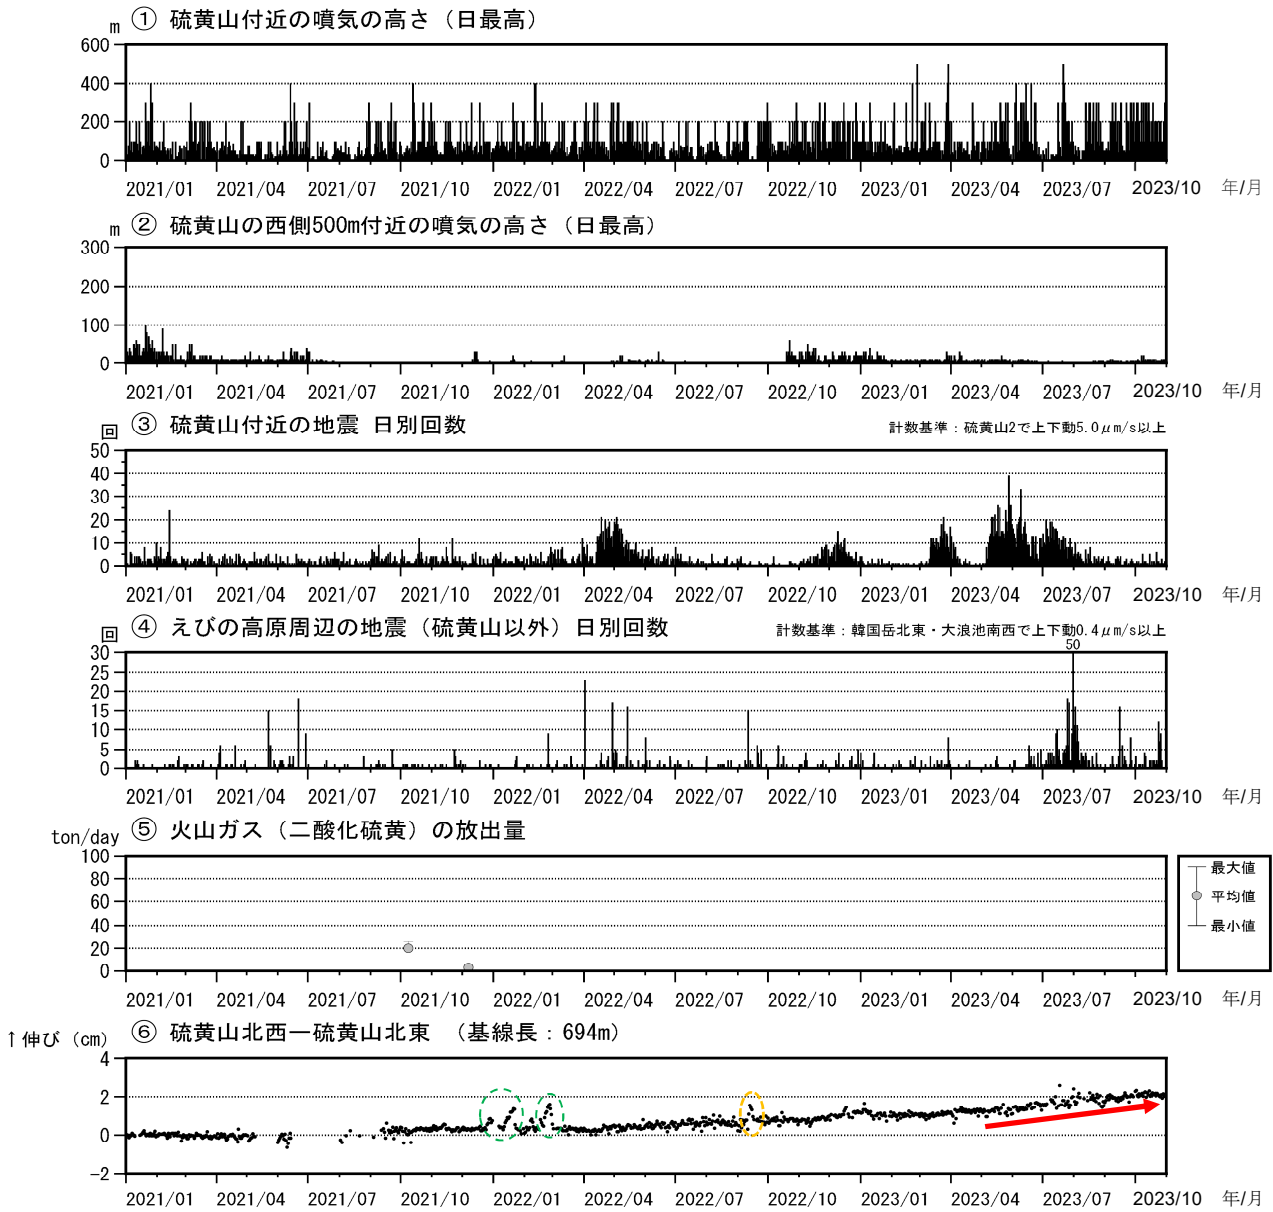 m ① 硫黄山付近の噴気の高さ（日最高）
600
400
200
0
2021/01 2021/04 2021/07 2021/10 2022/01 2022/04 2022/07 2022/10 2023/01 2023/04 2023/07 2023/10 年/月
m ② 硫黄山の西側500m付近の噴気の高さ（日最高）
300
200
100
0
2021/01 2021/04 2021/07 2021/10 2022/01 2022/04 2022/07 2022/10 2023/01 2023/04 2023/07 2023/10 年/月
回 ③ 硫黄山付近の地震 日別回数 計数基準：硫黄山2で上下動5.0μm/s以上
50
40
30
20
10
0
2021/01 2021/04 2021/07 2021/10 2022/01 2022/04 2022/07 2022/10 2023/01 2023/04 2023/07 2023/10 年/月
回 ④ えびの高原周辺の地震（硫黄山以外）日別回数 計数基準：韓国岳北東・大浪池南西で上下動0.4μm/s以上
50
30
25
20
15
10
5
0
2021/01 2021/04 2021/07 2021/10 2022/01 2022/04 2022/07 2022/10 2023/01 2023/04 2023/07 2023/10 年/月
ton/day ⑤ 火山ガス（二酸化硫黄）の放出量
100
80
60
40
20
0
最大値
平均値
最小値
2021/01 2021/04 2021/07 2021/10 2022/01 2022/04 2022/07 2022/10 2023/01 2023/04 2023/07 2023/10 年/月
↑伸び（cm） ⑥ 硫黄山北西－硫黄山北東 （基線長：694m）
4
2
0
-2
2021/01 2021/04 2021/07 2021/10 2022/01 2022/04 2022/07 2022/10 2023/01 2023/04 2023/07 2023/10 年/月